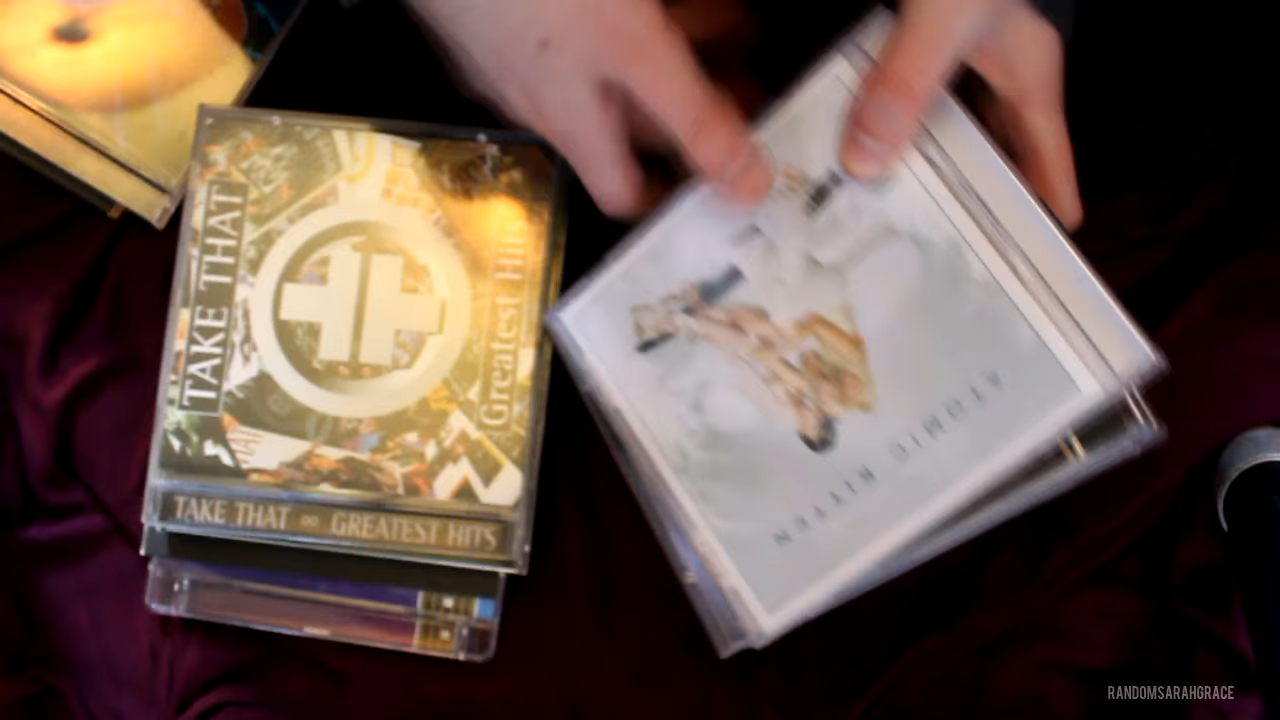 TAKE THAT
Greatest Hits
TAKE THAT ∞ GREATEST HITS
ATOMIC KITTEN
RANDOMSARAHGRACE